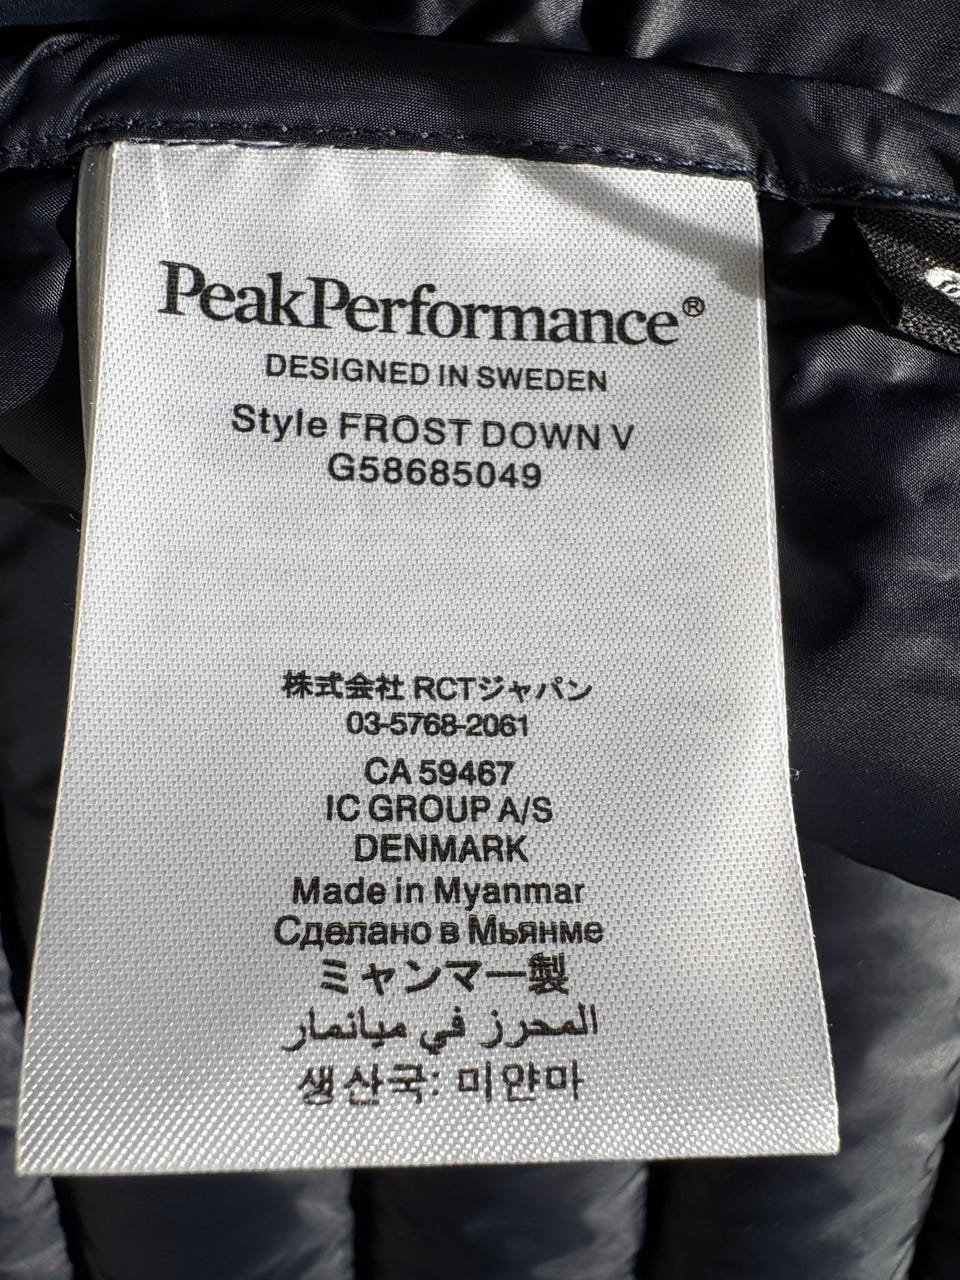 PeakPerformance®
DESIGNED IN SWEDEN
Style FROST DOWN V
G58685049
株式会社 RCTジャパン
03-5768-2061
CA 59467
IC GROUP A/S
DENMARK
Made in Myanmar
Сделано в Мьянме
ミャンマー製
المحرز في ميانمار
생산국: 미얀마